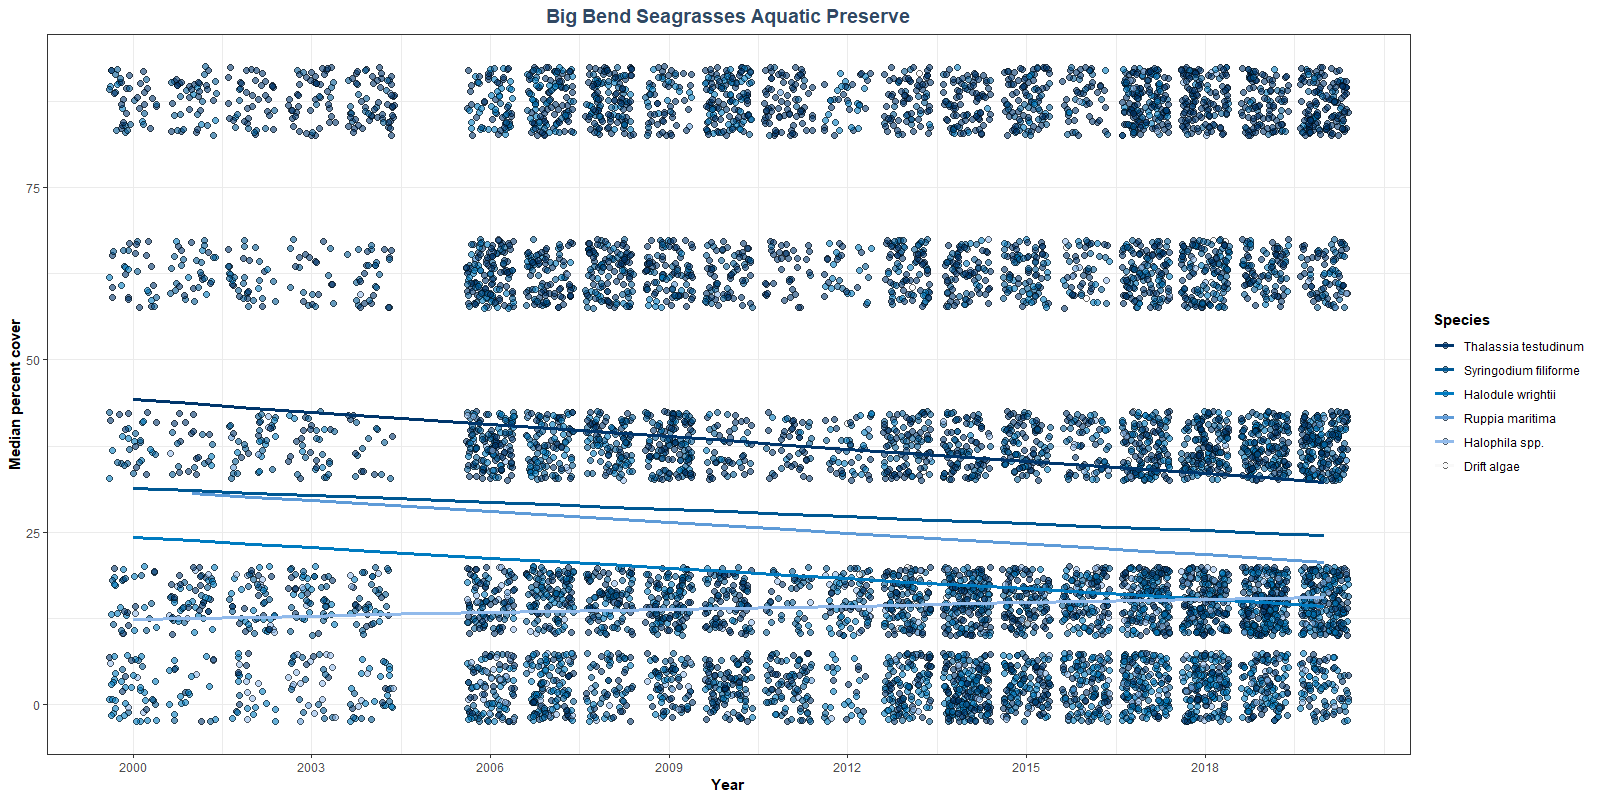 Big Bend Seagrasses Aquatic Preserve
Median percent cover
75
50
25
0
2000 2003 2006 2009 2012 2015 2018
Year
Species
Thalassia testudinum
Syringodium filiforme
Halodule wrightii
Ruppia maritima
Halophila spp.
Drift algae